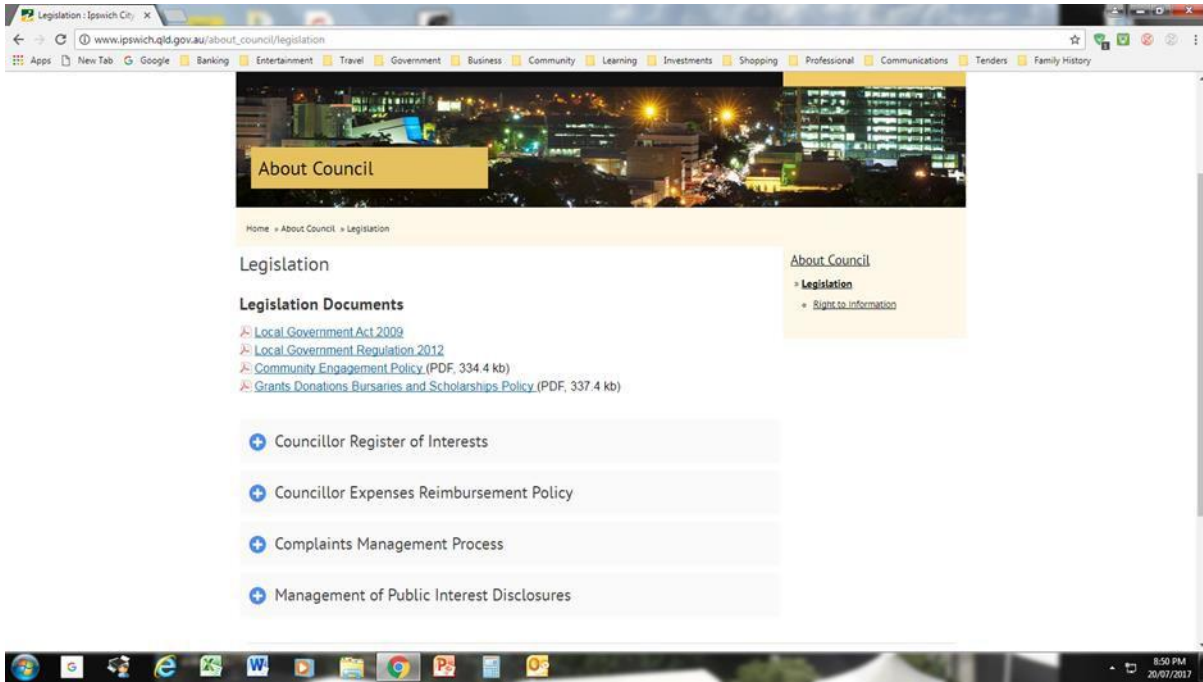 Legislation : Ipswich City
www.ipswich.qld.gov.au/about_council/legislation
Apps New Tab Google Banking Entertainment Travel Government Business Community Learning Investments Shopping Professional Communications Tenders Family History
About Council
Home » About Council » Legislation
Legislation
Legislation Documents
Local Government Act 2009
Local Government Regulation 2012
Community Engagement Policy (PDF, 334.4 kb)
Grants Donations Bursaries and Scholarships Policy (PDF, 337.4 kb)
Councillor Register of Interests
Councillor Expenses Reimbursement Policy
Complaints Management Process
Management of Public Interest Disclosures
About Council
» Legislation
Right to Information
8:50 PM
20/07/2017